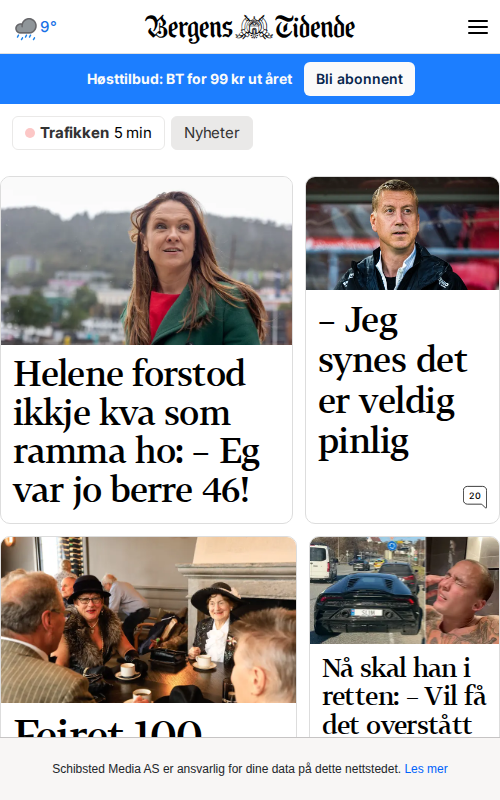 9°
Bergens Tidende
Høsttilbud: BT for 99 kr ut året
Bli abonnent
Trafikken 5 min
Nyheter
Helene forstod
ikkje kva som
ramma ho: – Eg
var jo berre 46!
– Jeg
synes det
er veldig
pinlig
20
Feiret 100
Nå skal han i
retten: – Vil få
det overstått
Schibsted Media AS er ansvarlig for dine data på dette nettstedet. Les mer